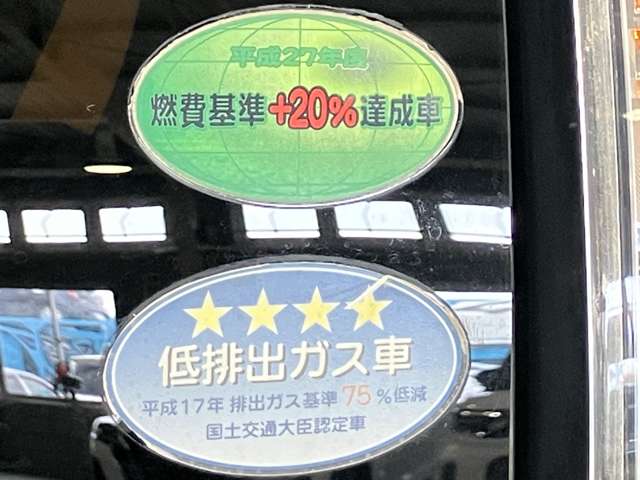 平成27年度
燃費基準+20%達成車
低排出ガス車
平成17年 排出ガス基準 75 %低減
国土交通大臣認定車